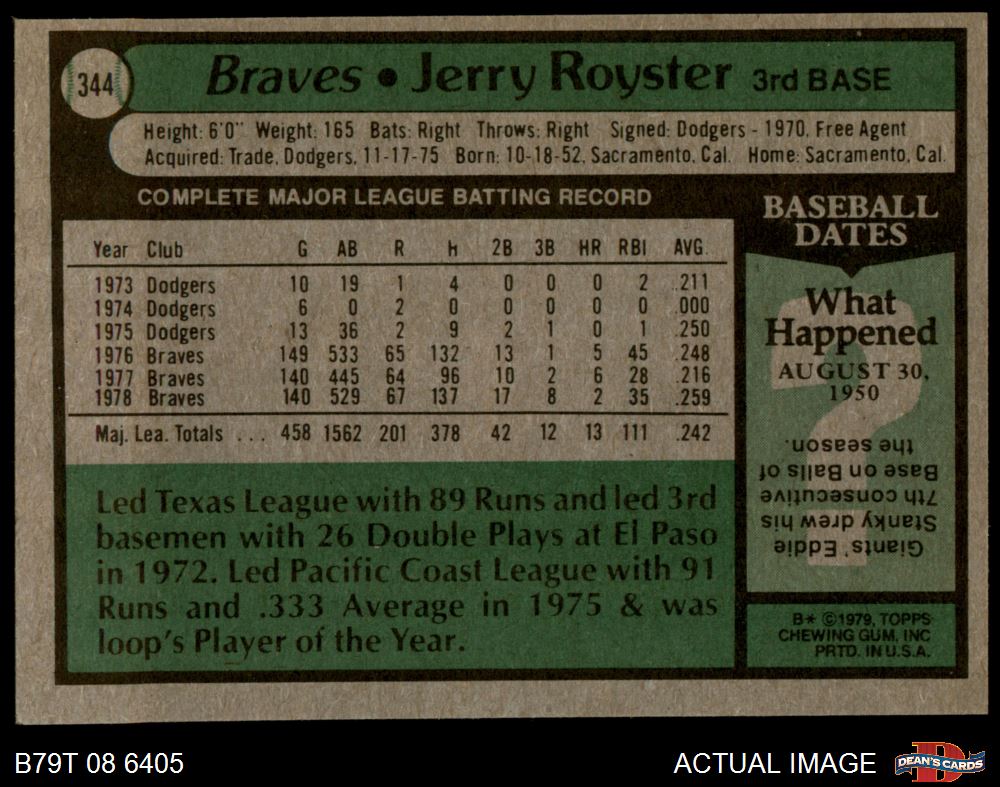 344
Braves • Jerry Royster 3rd BASE
Height: 6'0" Weight: 165 Bats: Right Throws: Right Signed: Dodgers - 1970, Free Agent
Acquired: Trade, Dodgers, 11-17-75 Born: 10-18-52, Sacramento, Cal. Home: Sacramento, Cal.
COMPLETE MAJOR LEAGUE BATTING RECORD
Year Club G AB R H 2B 3B HR RBI AVG.
1973 Dodgers 10 19 1 4 0 0 0 2 .211
1974 Dodgers 6 0 2 0 0 0 0 0 .000
1975 Dodgers 13 36 2 9 2 1 0 1 .250
1976 Braves 149 533 65 132 13 1 5 45 .248
1977 Braves 140 445 64 96 10 2 6 28 .216
1978 Braves 140 529 67 137 17 8 2 35 .259
Maj. Lea. Totals ... 458 1562 201 378 42 12 13 111 .242
Led Texas League with 89 Runs and led 3rd
basemen with 26 Double Plays at El Paso
in 1972. Led Pacific Coast League with 91
Runs and .333 Average in 1975 & was
loop's Player of the Year.
BASEBALL
DATES
What
Happened
AUGUST 30,
1950
Giants' Eddie
Stanky drew his
7th consecutive
Base on Balls of
the season.
B* ©1979, TOPPS
CHEWING GUM, INC
PRTD. IN U.S.A.
B79T 08 6405
ACTUAL IMAGE
DEAN'S CARDS